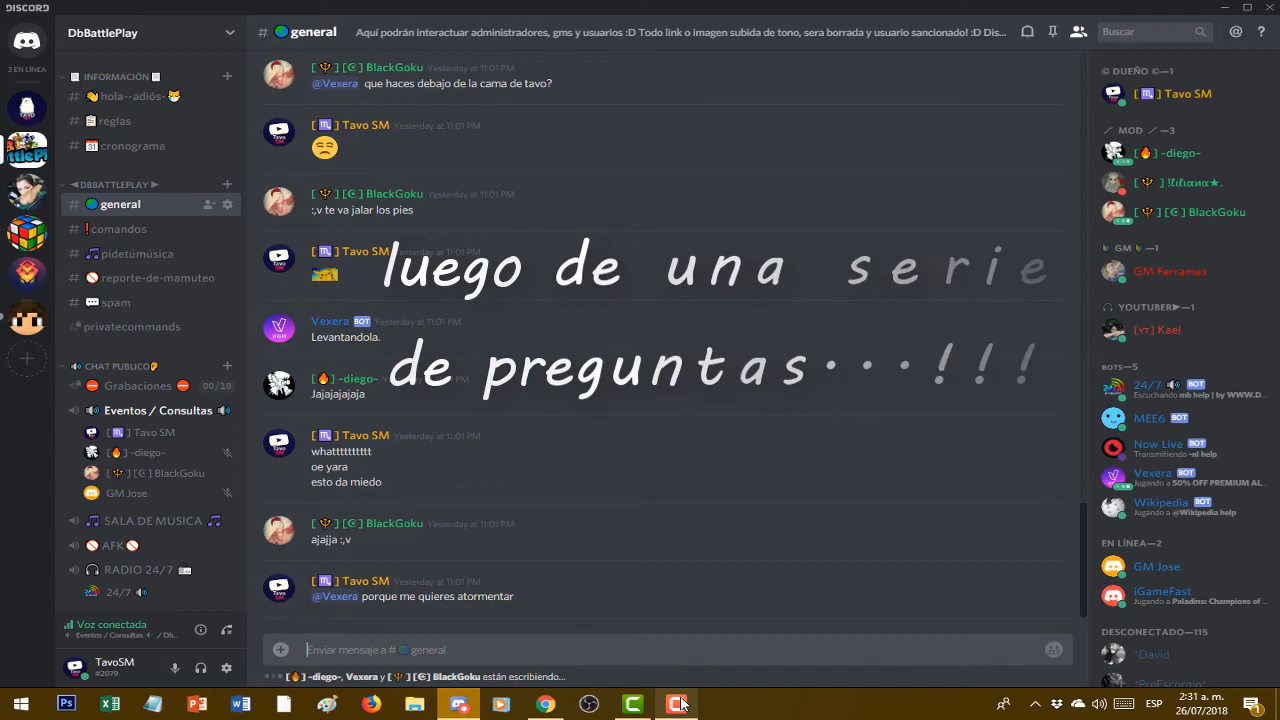 DISCORD
2 EN LÍNEA
DbBattlePlay
INFORMACIÓN
# 👋 hola--adiós- 🐱
# 📋 reglas
# 📅 cronograma
◀DBBATTLEPLAY▶
# 🌎 general
# ❗comandos
# 🎵 pidetúmúsica
# 🚫 reporte-de-mamuteo
# 💬 spam
# privatecommands
🔊 CHAT PUBLICO👂
⛔ Grabaciones ⛔ 00/10
Eventos / Consultas 🔊
[♏] Tavo SM
[🔥] -diego-
[🔱] [☪] BlackGoku
GM Jose
🎵 SALA DE MUSICA 🎵
🚫 AFK 🚫
🎧 RADIO 24/7 📻
24/7 🔊
Voz conectada
Eventos / Consultas / Db...
TavoSM
#2079
# 🌎 general
Aquí podrán interactuar administradores, gms y usuarios :D Todo link o imagen subida de tono, sera borrada y usuario sancionado! :D Dis...
Buscar
[🔱] [☪] BlackGoku Yesterday at 11:01 PM
@Vexera que haces debajo de la cama de tavo?
[♏] Tavo SM Yesterday at 11:01 PM
😒
[🔱] [☪] BlackGoku Yesterday at 11:01 PM
:,v te va jalar los pies
[♏] Tavo SM
luego de una serie
Vexera BOT Yesterday at 11:01 PM
Levantandola.
de preguntas...!!!
[🔥] -diego- PM
Jajajajajaja
[♏] Tavo SM Yesterday at 11:01 PM
whatttttttttt
oe yara
esto da miedo
[🔱] [☪] BlackGoku Yesterday at 11:01 PM
ajajja :,v
[♏] Tavo SM Yesterday at 11:01 PM
@Vexera porque me quieres atormentar
Enviar mensaje a # 🌎 general
[🔥] -diego-, Vexera y [🔱] [☪] BlackGoku están escribiendo...
© DUEÑO ©—1
[♏] Tavo SM
MOD —3
[🔥] -diego-
[🔱]
[🔱] [☪] BlackGoku
🔰 GM 🔰—1
GM Ferramex
🎧 YOUTUBER▶—1
[YT] Kael
BOTS—5
24/7 🔊 BOT
Escuchando mb help | by WWW.D...
MEE6 BOT
Now Live BOT
Transmitiendo -nl help
Vexera BOT
Jugando a 50% OFF PREMIUM AL...
Wikipedia BOT
Jugando a @Wikipedia help
EN LÍNEA—2
GM Jose
iGameFast
Jugando a Paladins: Champions of ...
DESCONECTADO—115
*David
*ProEscorpio*
ESP
2:31 a. m.
26/07/2018